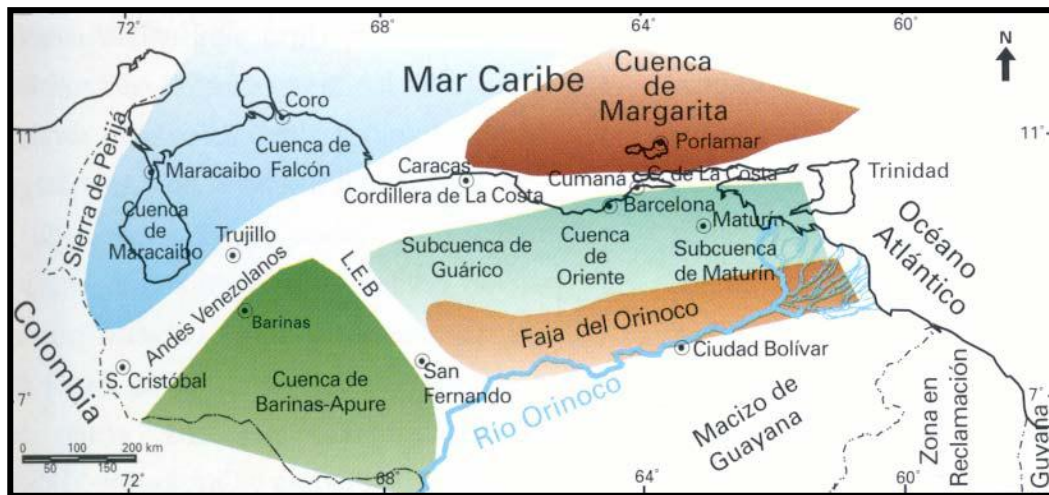 72°
68°
64°
60°
N
Mar Caribe
Cuenca
de
Margarita
Coro
11
11°
Porlamar
Sierra de Perijá
Maracaibo
Cuenca de
Falcón
Caracas
Cordillera de La Costa
Cumaná
C. de La Costa
Trinidad
Cuenca
de
Maracaibo
Trujillo
Barcelona
Maturín
Subcuenca de
Guárico
Cuenca
de
Oriente
Subcuenca
de Maturín
Océano
Atlántico
L.E.B
Andes Venezolanos
Barinas
Faja del Orinoco
Colombia
S. Cristóbal
Cuenca de
Barinas-Apure
San
Fernando
Ciudad Bolívar
7°
7°
Río Orinoco
Macizo de
Guayana
Zona en
Reclamación
Guyana
0
100
200 km
50
150
72°
68°
64°
60°